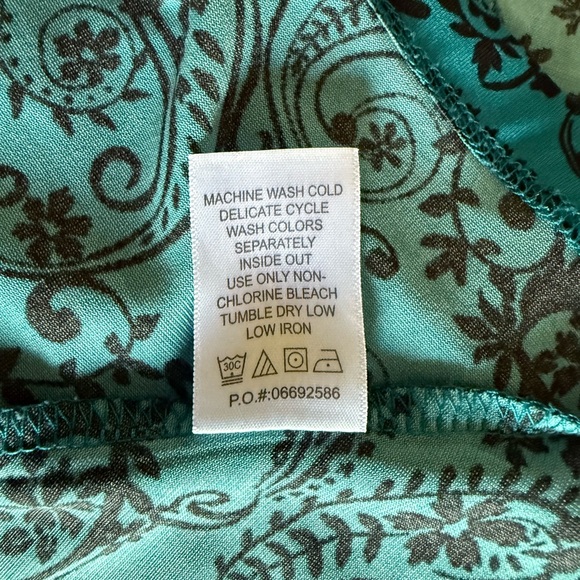 MACHINE WASH COLD
DELICATE CYCLE
WASH COLORS
SEPARATELY
INSIDE OUT
USE ONLY NON-
CHLORINE BLEACH
TUMBLE DRY LOW
LOW IRON
30C
P.O.#:06692586